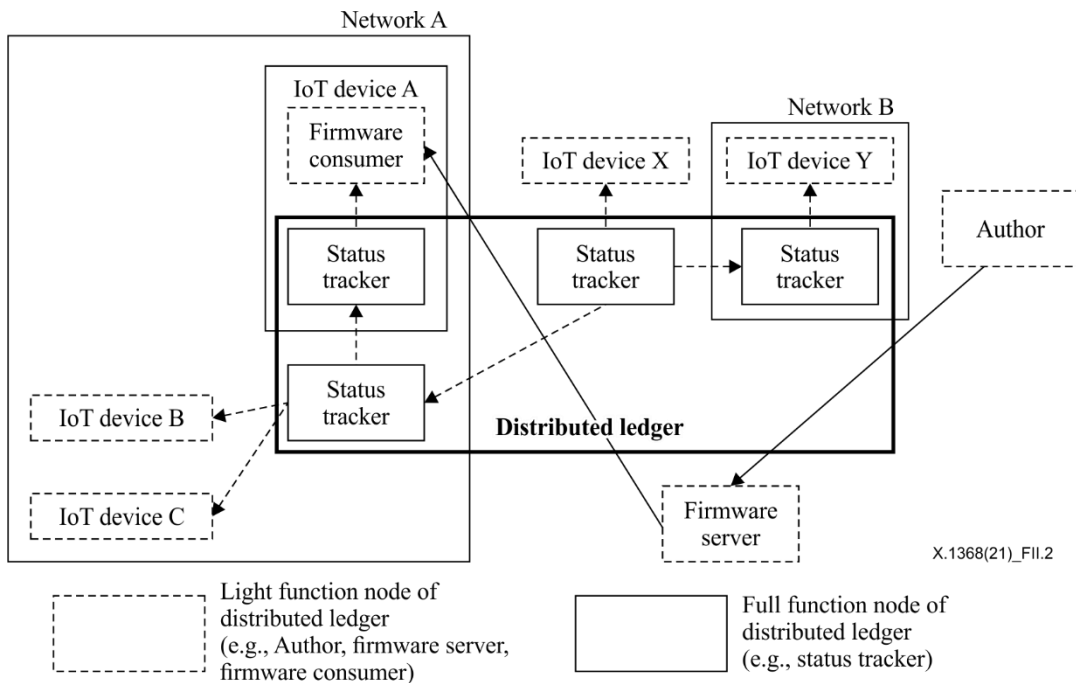 Network A
IoT device A
Firmware
consumer
Network B
IoT device X
IoT device Y
Author
Status
tracker
Status
tracker
Status
tracker
Status
tracker
IoT device B
Distributed ledger
IoT device C
Firmware
server
X.1368(21)_FII.2
Light function node of
distributed ledger
(e.g., Author, firmware server,
firmware consumer)
Full function node of
distributed ledger
(e.g., status tracker)